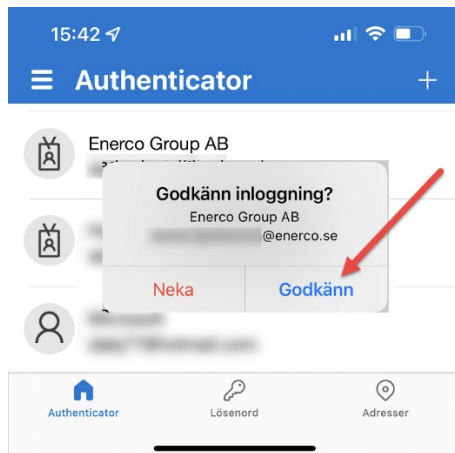 15:42
Authenticator
Enerco Group AB
Godkänn inloggning?
Enerco Group AB
@enerco.se
Neka
Godkänn
Authenticator
Lösenord
Adresser